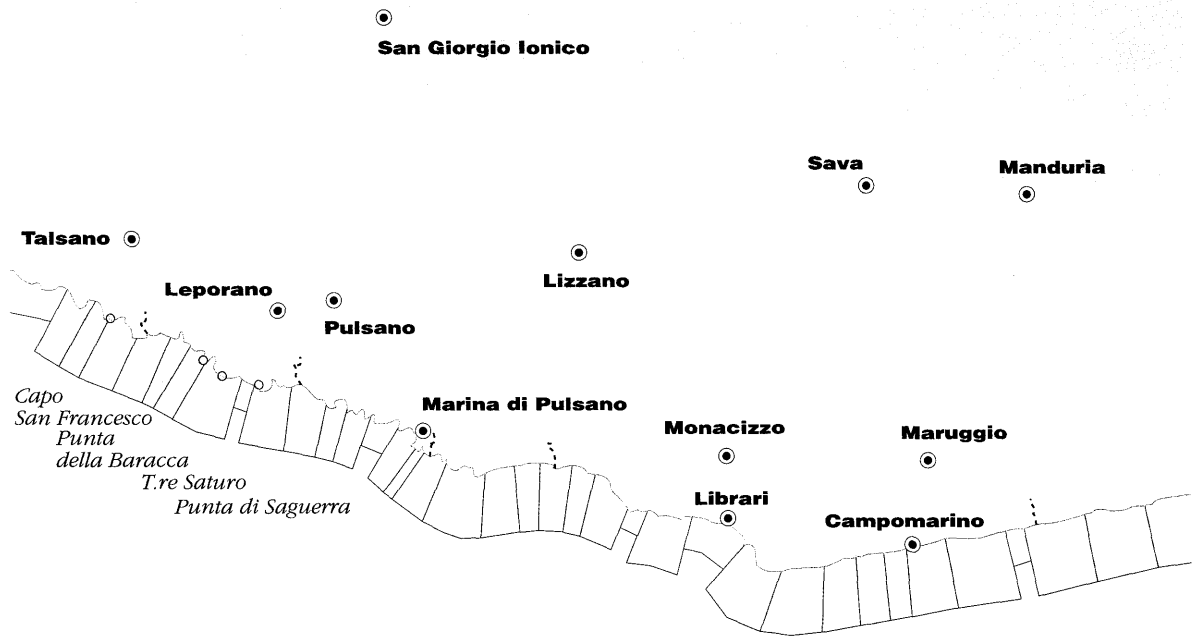 San Giorgio Ionico
Sava
Manduria
Talsano
Lizzano
Leporano
Pulsano
Capo
San Francesco
Punta
della Baracca
T.re Saturo
Punta di Saguerra
Marina di Pulsano
Monacizzo
Maruggio
Librari
Campomarino